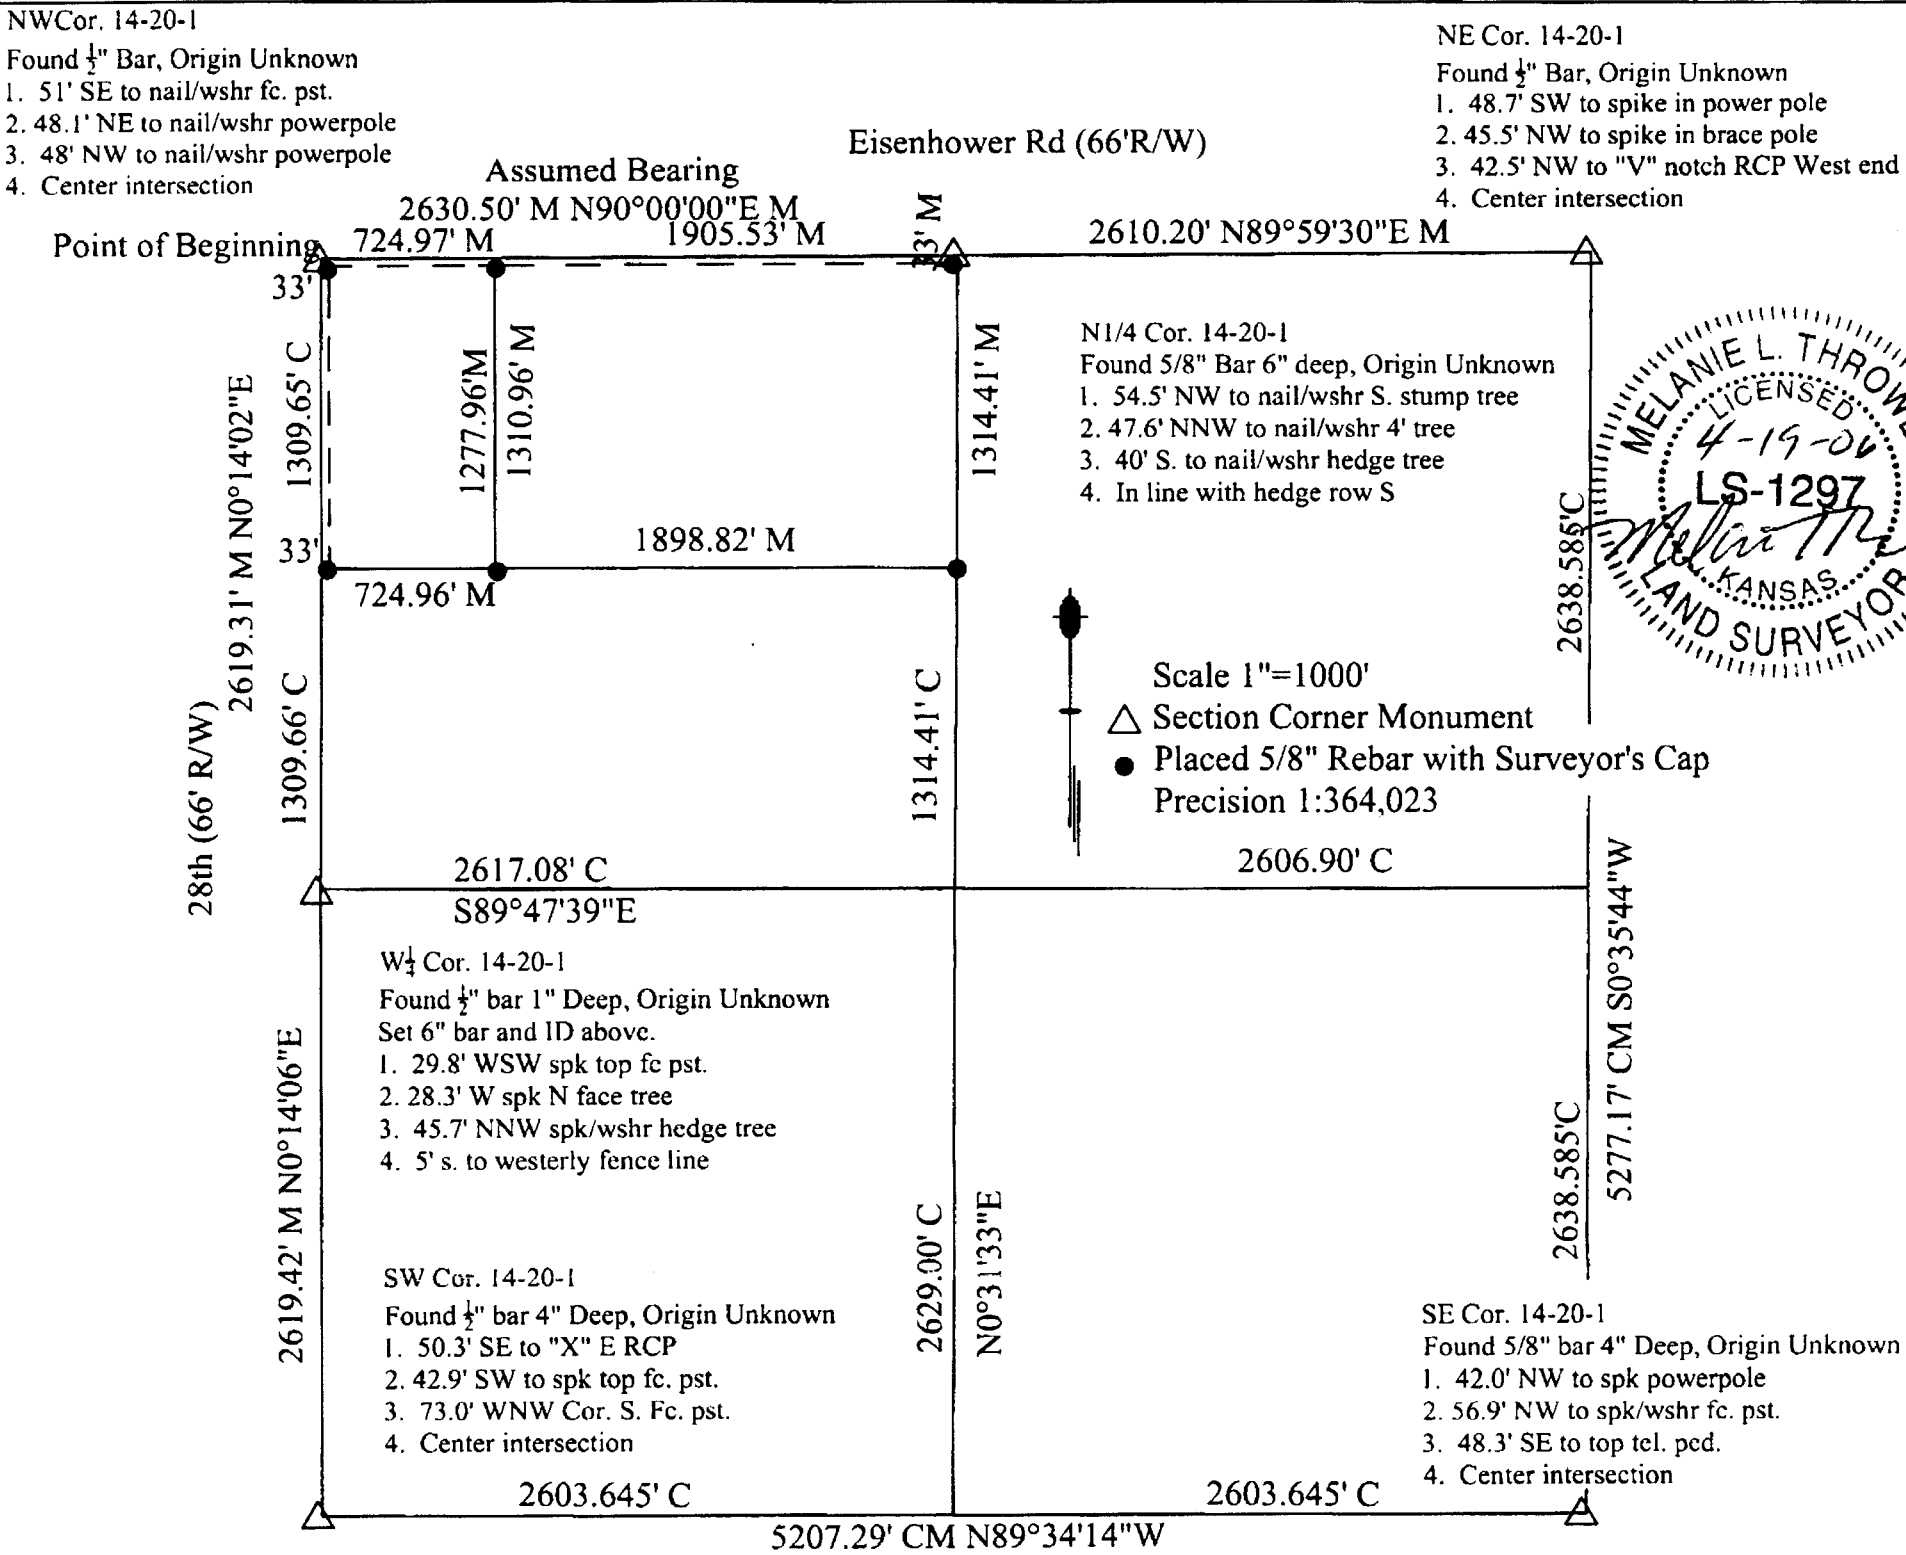 NWCor. 14-20-1
Found ½" Bar, Origin Unknown
1. 51' SE to nail/wshr fc. pst.
2. 48.1' NE to nail/wshr powerpole
3. 48' NW to nail/wshr powerpole
4. Center intersection
NE Cor. 14-20-1
Found ½" Bar, Origin Unknown
1. 48.7' SW to spike in power pole
2. 45.5' NW to spike in brace pole
3. 42.5' NW to "V" notch RCP West end
4. Center intersection
Eisenhower Rd (66'R/W)
Assumed Bearing
2630.50' M N90°00'00"E M
724.97' M
1905.53' M
33' M
2610.20' N89°59'30"E M
Point of Beginning
33'
1309.65' C
2619.31' M N0°14'02"E
1277.96'M
1310.96' M
1314.41' M
N1/4 Cor. 14-20-1
Found 5/8" Bar 6" deep, Origin Unknown
1. 54.5' NW to nail/wshr S. stump tree
2. 47.6' NNW to nail/wshr 4' tree
3. 40' S. to nail/wshr hedge tree
4. In line with hedge row S
MELANIE L.
LICENSED
4-19-06
LS-1297
KANSAS
LAND SURVEYOR
2638.585'C
33'
1898.82' M
724.96' M
Scale 1"=1000'
Section Corner Monument
Placed 5/8" Rebar with Surveyor's Cap
Precision 1:364,023
28th (66' R/W)
1309.66' C
1314.41' C
2617.08' C
S89°47'39"E
2606.90' C
W¼ Cor. 14-20-1
Found ½" bar 1" Deep, Origin Unknown
Set 6" bar and ID above.
1. 29.8' WSW spk top fc pst.
2. 28.3' W spk N face tree
3. 45.7' NNW spk/wshr hedge tree
4. 5' s. to westerly fence line
2619.42' M N0°14'06"E
2629.00' C
N0°31'33"E
2638.585'C
5277.17' CM S0°35'44"W
SW Cor. 14-20-1
Found ½" bar 4" Deep, Origin Unknown
1. 50.3' SE to "X" E RCP
2. 42.9' SW to spk top fc. pst.
3. 73.0' WNW Cor. S. Fc. pst.
4. Center intersection
SE Cor. 14-20-1
Found 5/8" bar 4" Deep, Origin Unknown
1. 42.0' NW to spk powerpole
2. 56.9' NW to spk/wshr fc. pst.
3. 48.3' SE to top tel. ped.
4. Center intersection
2603.645' C
2603.645' C
5207.29' CM N89°34'14"W